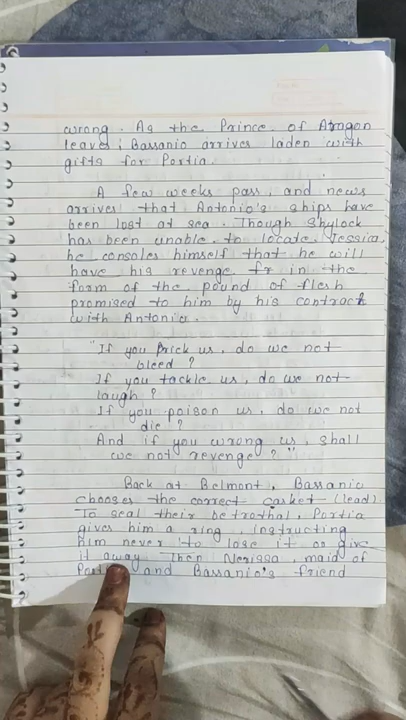 wrong. As the Prince of Aragon
leaves, Bassanio arrives laden with
gifts for Portia.
A few weeks pass, and news
arrives that Antonio's ships have
been lost at sea. Though Shylock
has been unable to locate Jessica,
he consoles himself that he will
have his revenge in the
form of the pound of flesh
promised to him by his contract
with Antonio.
"If you prick us, do we not
bleed?
If you tackle us, do we not
laugh?
If you poison us, do we not
die?
And if you wrong us, shall
we not revenge?"
Back at Belmont, Bassanio
chooses the correct casket (lead)
To seal their betrothal, Portia
gives him a ring, instructing
him never to lose it or give
it away. Then Nerissa, maid of
and Bassanio's friend